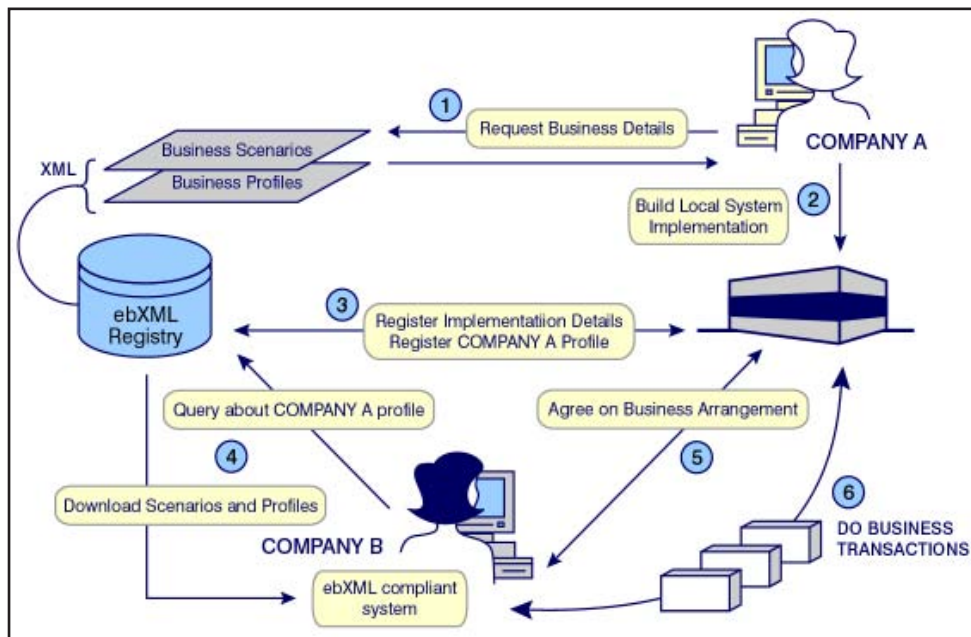 1
Request Business Details
COMPANY A
XML
Business Scenarios
Business Profiles
2
Build Local System
Implementation
ebXML
Registry
3
Register Implementatiion Details
Register COMPANY A Profile
Query about COMPANY A profile
Agree on Business Arrangement
4
5
Download Scenarios and Profiles
6
DO BUSINESS
TRANSACTIONS
COMPANY B
ebXML compliant
system